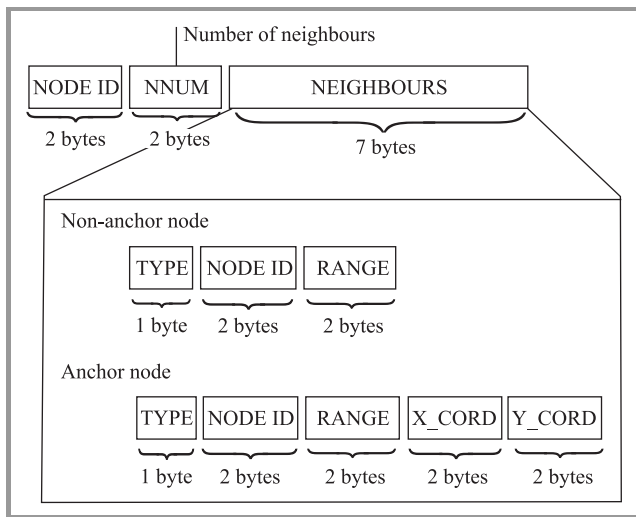 Number of neighbours
NODE ID NNUM NEIGHBOURS
2 bytes 2 bytes 7 bytes
Non-anchor node
TYPE NODE ID RANGE
1 byte 2 bytes 2 bytes
Anchor node
TYPE NODE ID RANGE X_CORD Y_CORD
1 byte 2 bytes 2 bytes 2 bytes 2 bytes